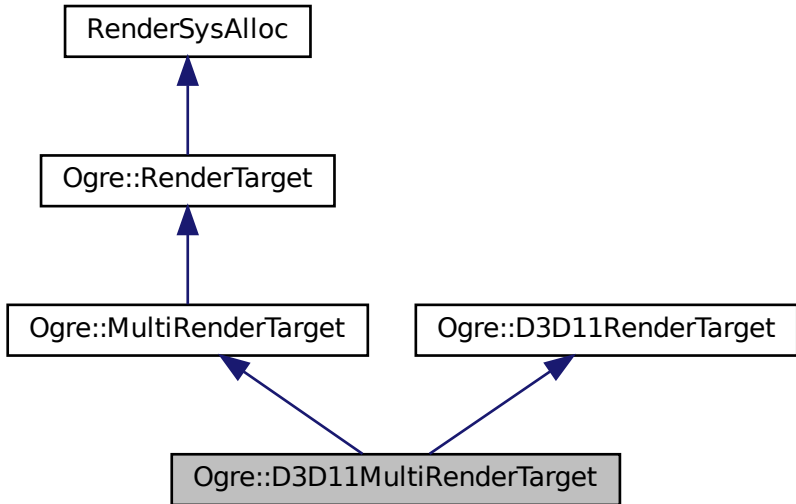 RenderSysAlloc
Ogre::RenderTarget
Ogre::MultiRenderTarget
Ogre::D3D11RenderTarget
Ogre::D3D11MultiRenderTarget